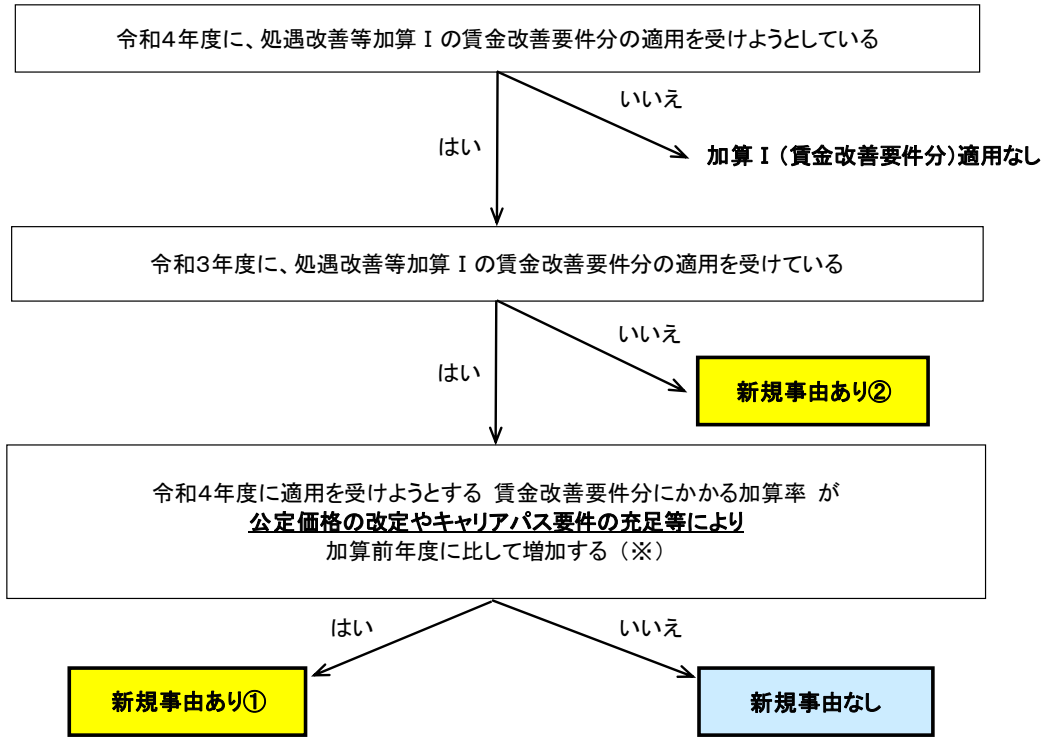 令和4年度に、処遇改善等加算Ⅰの賃金改善要件分の適用を受けようとしている
いいえ
はい
加算Ⅰ（賃金改善要件分）適用なし
令和3年度に、処遇改善等加算Ⅰの賃金改善要件分の適用を受けている
いいえ
はい
新規事由あり②
令和4年度に適用を受けようとする 賃金改善要件分にかかる加算率 が
公定価格の改定やキャリアパス要件の充足等により
加算前年度に比して増加する（※）
はい
いいえ
新規事由あり①
新規事由なし